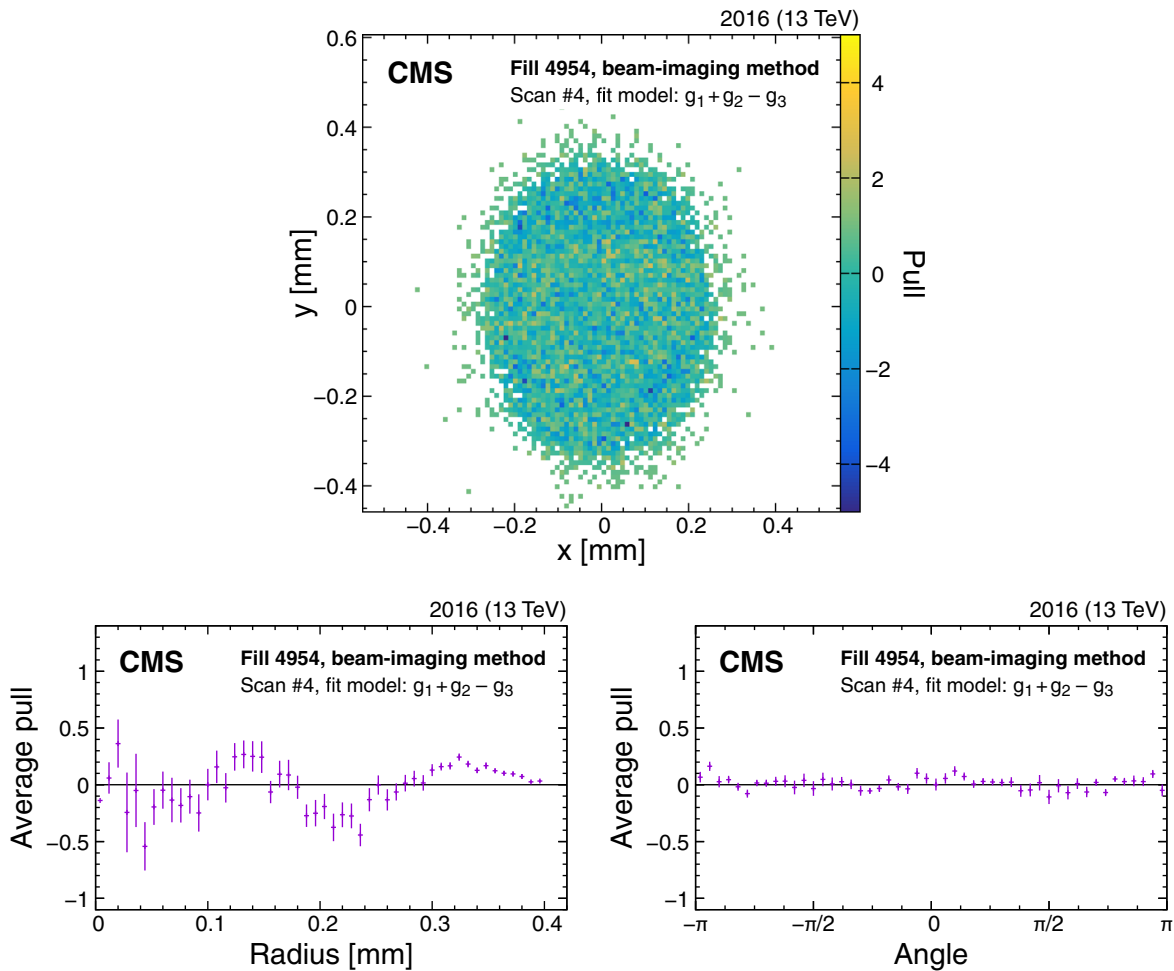 2016 (13 TeV)
CMS
Fill 4954, beam-imaging method
Scan #4, fit model: g₁ + g₂ − g₃
0.6
0.4
0.2
0
−0.2
−0.4
y [mm]
−0.4 −0.2 0 0.2 0.4
x [mm]
4
2
0
−2
−4
Pull
2016 (13 TeV)
CMS
Fill 4954, beam-imaging method
Scan #4, fit model: g₁ + g₂ − g₃
1
0.5
0
−0.5
−1
Average pull
0 0.1 0.2 0.3 0.4
Radius [mm]
2016 (13 TeV)
CMS
Fill 4954, beam-imaging method
Scan #4, fit model: g₁ + g₂ − g₃
1
0.5
0
−0.5
−1
Average pull
−π −π/2 0 π/2 π
Angle